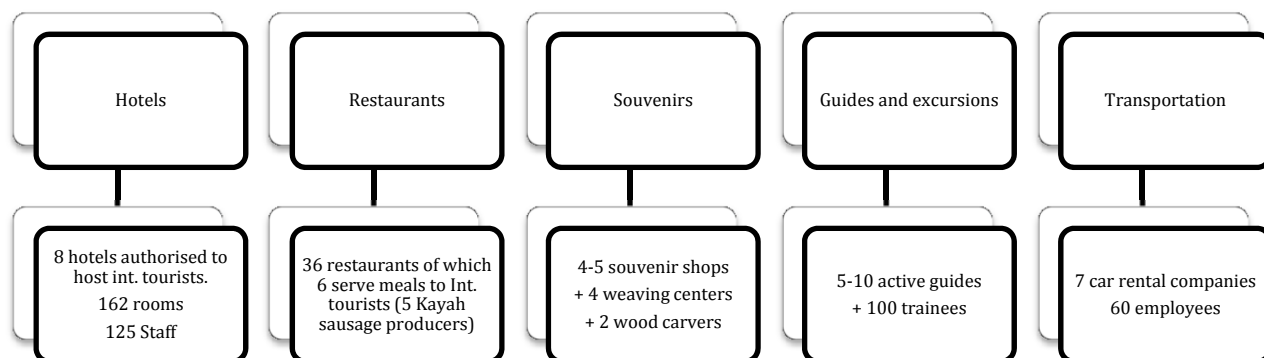 Hotels
Restaurants
Souvenirs
Guides and excursions
Transportation
8 hotels authorised to
host int. tourists.
162 rooms
125 Staff
36 restaurants of which
6 serve meals to Int.
tourists (5 Kayah
sausage producers)
4-5 souvenir shops
+ 4 weaving centers
+ 2 wood carvers
5-10 active guides
+ 100 trainees
7 car rental companies
60 employees